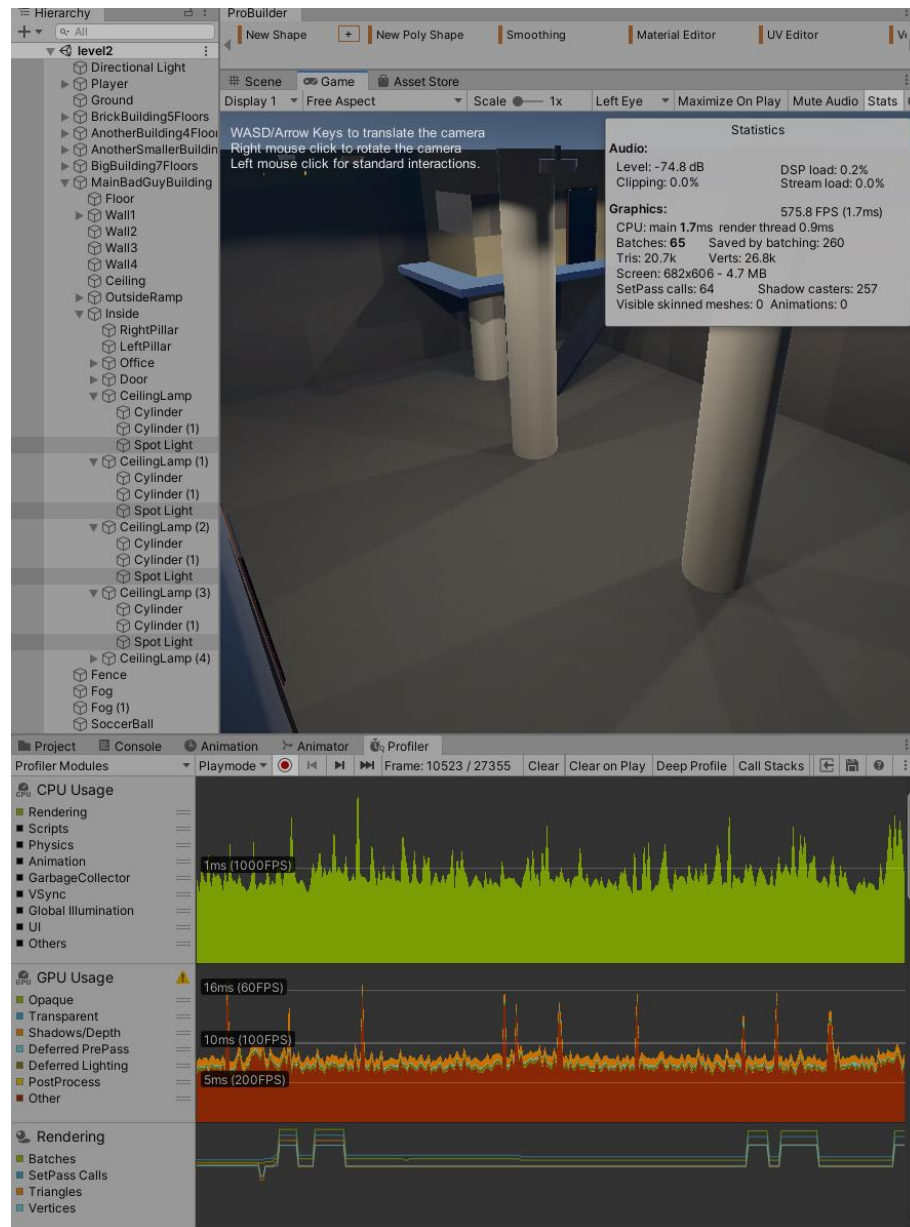 Hierarchy
All
level2
Directional Light
Player
Ground
BrickBuilding5Floors
AnotherBuilding4Floor
AnotherSmallerBuildin
BigBuilding7Floors
MainBadGuyBuilding
Floor
Wall1
Wall2
Wall3
Wall4
Ceiling
OutsideRamp
Inside
RightPillar
LeftPillar
Office
Door
CeilingLamp
Cylinder
Cylinder (1)
Spot Light
CeilingLamp (1)
Cylinder
Cylinder (1)
Spot Light
CeilingLamp (2)
Cylinder
Cylinder (1)
Spot Light
CeilingLamp (3)
Cylinder
Cylinder (1)
Spot Light
CeilingLamp (4)
Fence
Fog
Fog (1)
SoccerBall
ProBuilder
New Shape + New Poly Shape Smoothing Material Editor UV Editor
Scene Game Asset Store
Display 1 Free Aspect Scale 1x Left Eye Maximize On Play Mute Audio Stats
WASD/Arrow Keys to translate the camera
Right mouse click to rotate the camera
Left mouse click for standard interactions.
Statistics
Audio:
Level: -74.8 dB DSP load: 0.2%
Clipping: 0.0% Stream load: 0.0%
Graphics: 575.8 FPS (1.7ms)
CPU: main 1.7ms render thread 0.9ms
Batches: 65 Saved by batching: 260
Tris: 20.7k Verts: 26.8k
Screen: 682x606 - 4.7 MB
SetPass calls: 64 Shadow casters: 257
Visible skinned meshes: 0 Animations: 0
Project Console Animation Animator Profiler
Profiler Modules Playmode Frame: 10523 / 27355 Clear Clear on Play Deep Profile Call Stacks
CPU Usage
Rendering
Scripts
Physics
Animation
GarbageCollector
VSync
Global Illumination
UI
Others
1ms (1000FPS)
GPU Usage
Opaque
Transparent
Shadows/Depth
Deferred PrePass
Deferred Lighting
PostProcess
Other
16ms (60FPS)
10ms (100FPS)
5ms (200FPS)
Rendering
Batches
SetPass Calls
Triangles
Vertices